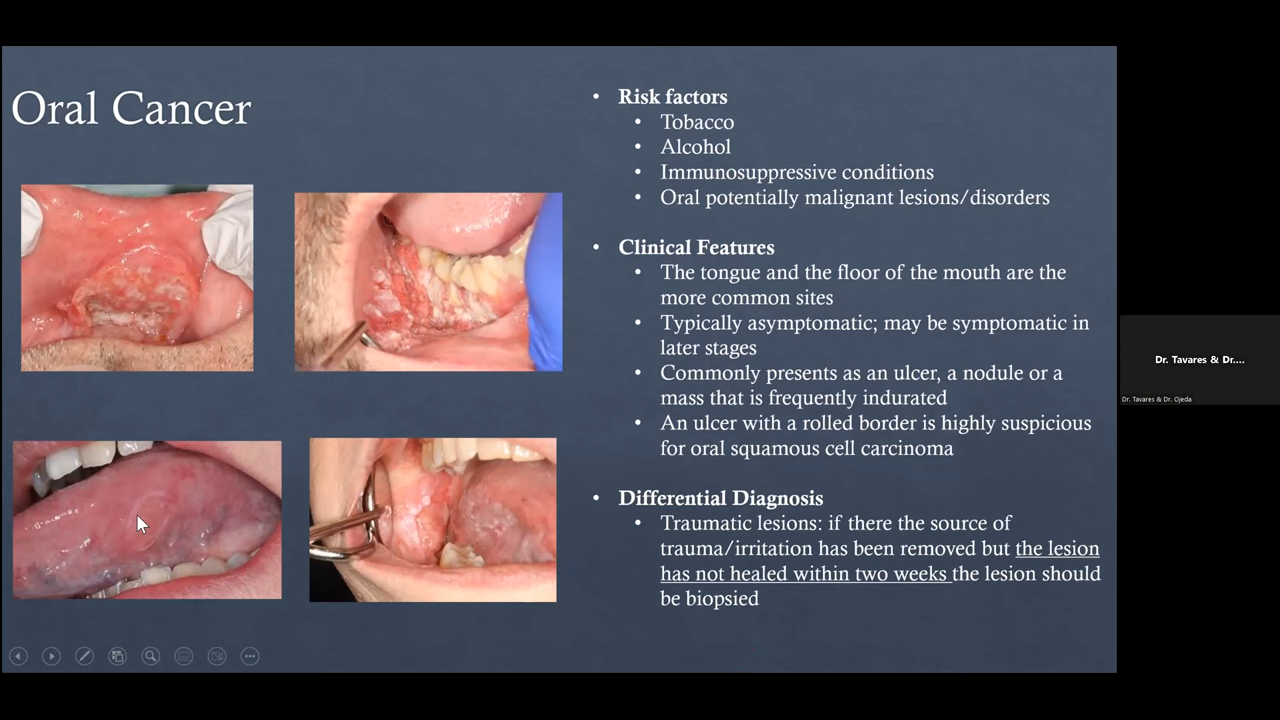 Oral Cancer
• Risk factors
• Tobacco
• Alcohol
• Immunosuppressive conditions
• Oral potentially malignant lesions/disorders
• Clinical Features
• The tongue and the floor of the mouth are the
more common sites
• Typically asymptomatic; may be symptomatic in
later stages
• Commonly presents as an ulcer, a nodule or a
mass that is frequently indurated
• An ulcer with a rolled border is highly suspicious
for oral squamous cell carcinoma
• Differential Diagnosis
• Traumatic lesions: if there the source of
trauma/irritation has been removed but the lesion
has not healed within two weeks the lesion should
be biopsied
Dr. Tavares & Dr....
Dr. Tavares & Dr. Ojeda